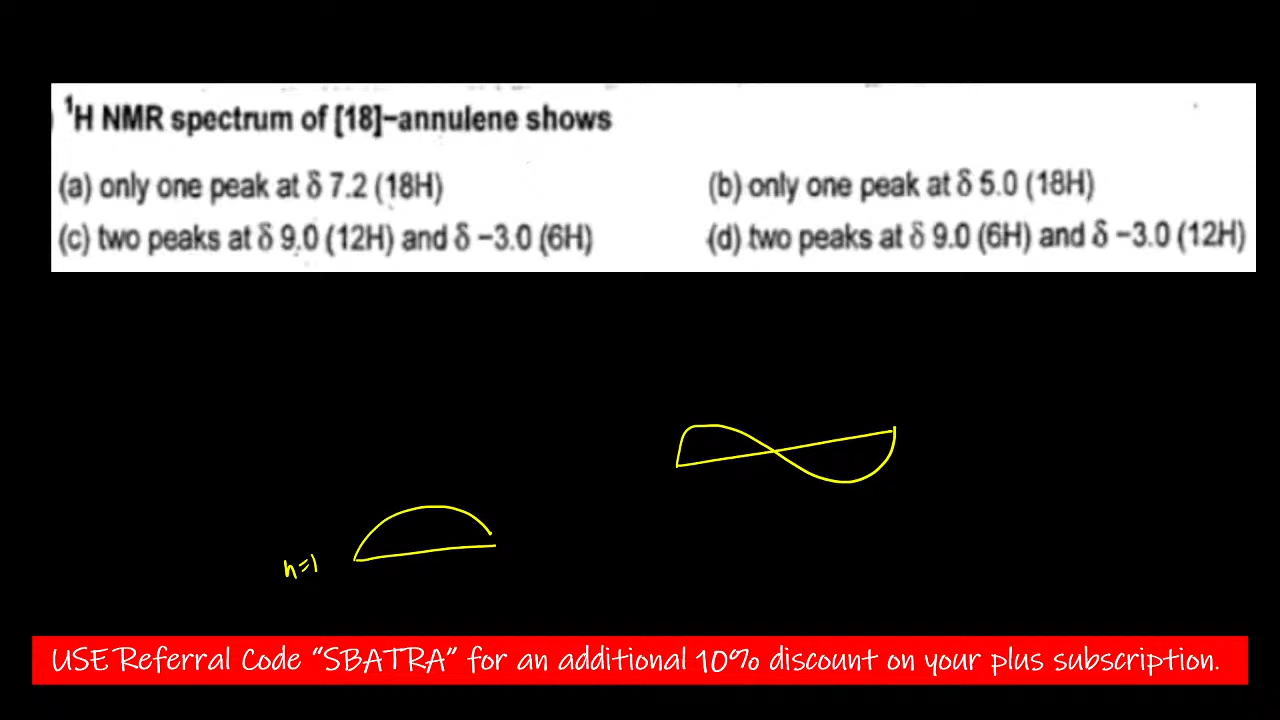 ¹H NMR spectrum of [18]−annulene shows
(a) only one peak at δ 7.2 (18H)
(b) only one peak at δ 5.0 (18H)
(c) two peaks at δ 9.0 (12H) and δ −3.0 (6H)
(d) two peaks at δ 9.0 (6H) and δ −3.0 (12H)
n=1
USE Referral Code “SBATRA” for an additional 10% discount on your plus subscription.